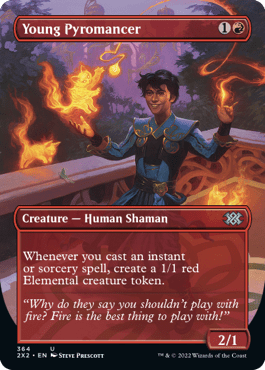 Young Pyromancer 1
Creature — Human Shaman
Whenever you cast an instant
or sorcery spell, create a 1/1 red
Elemental creature token.
“Why do they say you shouldn’t play with
fire? Fire is the best thing to play with!”
2/1
364 U
2X2 • EN Steve Prescott
™ & © 2022 Wizards of the Coast